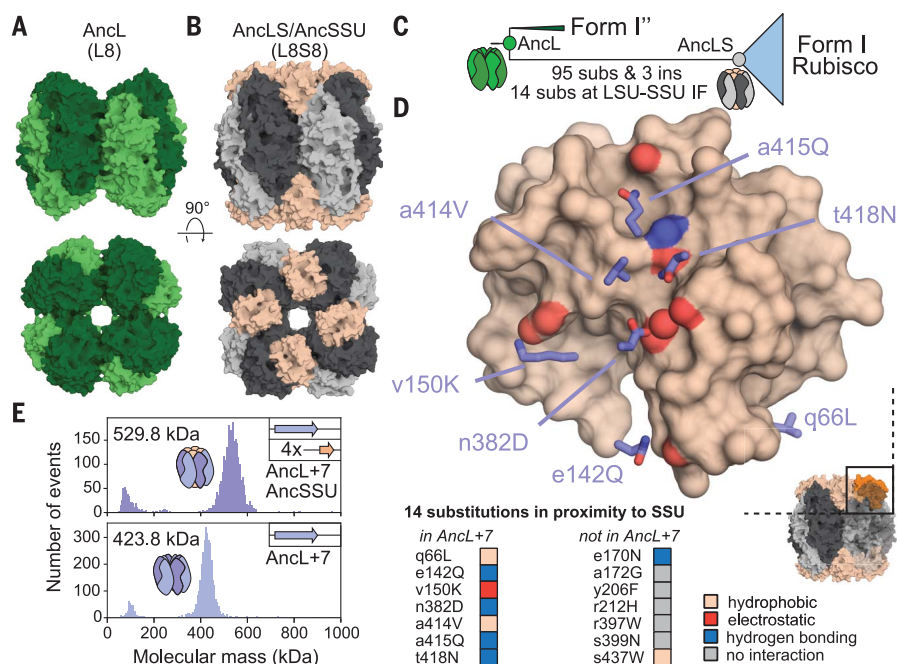 A
AncL
(L8)
B
AncLS/AncSSU
(L8S8)
90°
C
Form I’’
AncL
AncLS
Form I
Rubisco
95 subs & 3 ins
14 subs at LSU-SSU IF
D
a415Q
a414V
t418N
v150K
n382D
e142Q
q66L
E
529.8 kDa
150
100
50
0
4x
AncL+7
AncSSU
423.8 kDa
300
200
100
0
AncL+7
Number of events
0 200 400 600 800 1000
Molecular mass (kDa)
14 substitutions in proximity to SSU
in AncL+7
q66L
e142Q
v150K
n382D
a414V
a415Q
t418N
not in AncL+7
e170N
a172G
y206F
r212H
r397W
s399N
s437W
hydrophobic
electrostatic
hydrogen bonding
no interaction